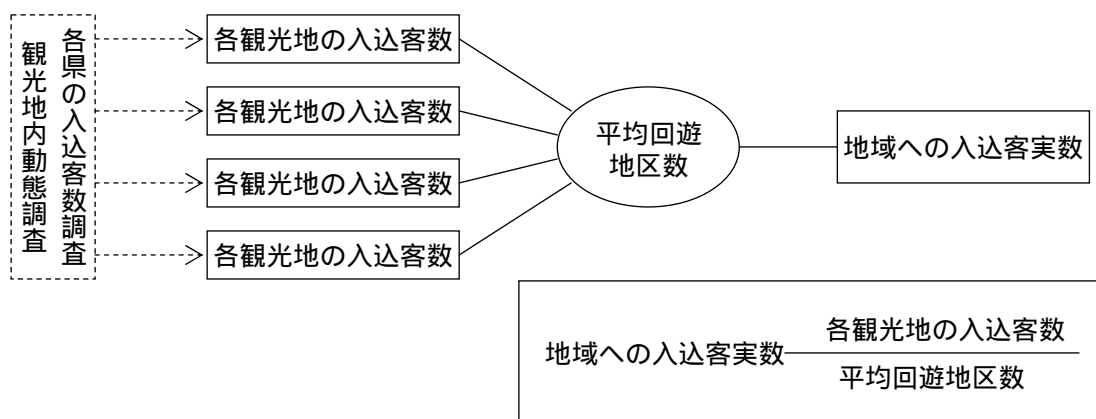 各県の入込客数調査
観光地内動態調査
各観光地の入込客数
各観光地の入込客数
各観光地の入込客数
各観光地の入込客数
平均回遊
地区数
地域への入込客実数
地域への入込客実数
各観光地の入込客数
平均回遊地区数